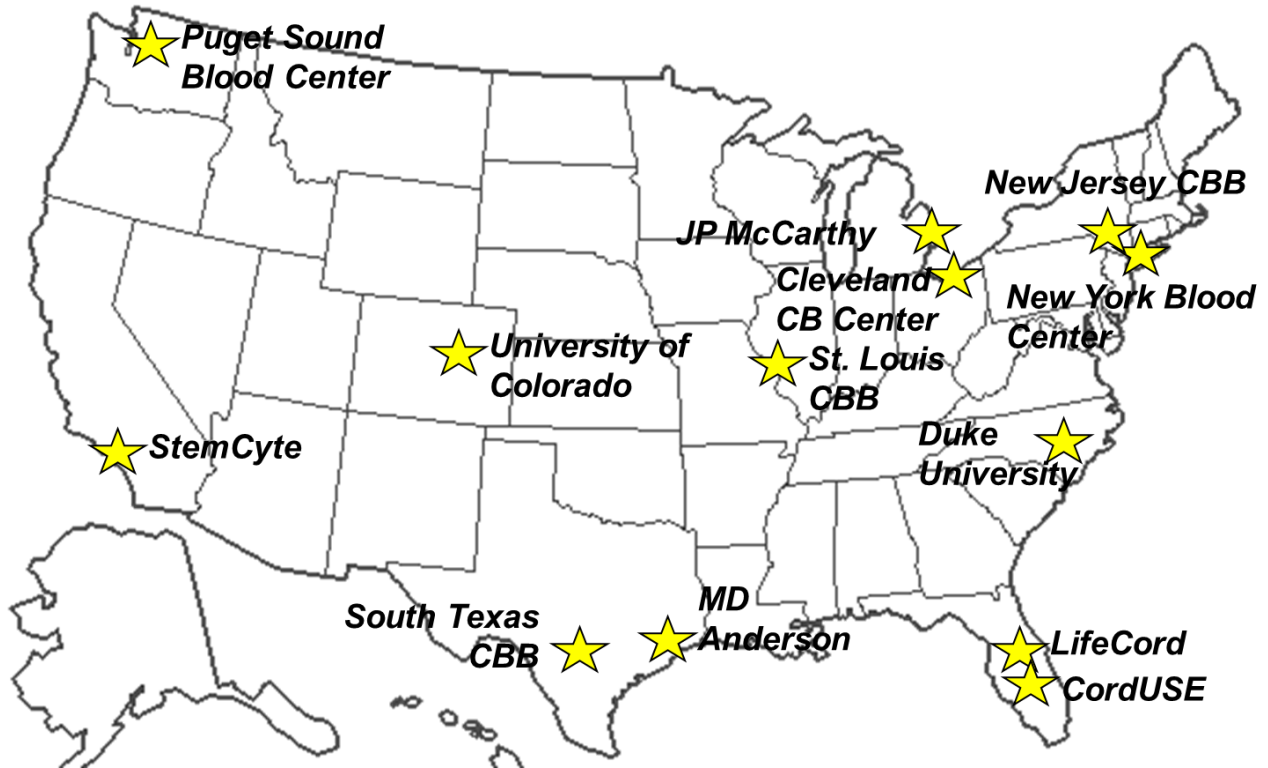 Puget Sound
Blood Center
New Jersey CBB
JP McCarthy
Cleveland
CB Center
New York Blood
Center
University of
Colorado
St. Louis
CBB
StemCyte
Duke
University
South Texas
CBB
MD
Anderson
LifeCord
CordUSE